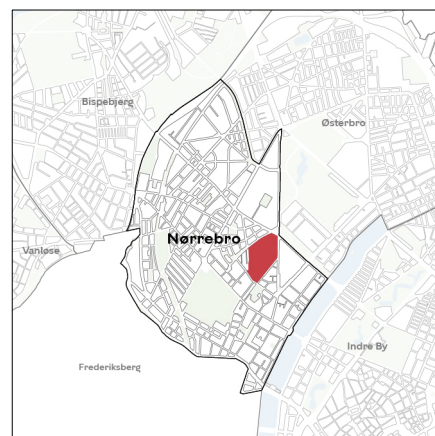 Bispebjerg
Østerbro
Nørrebro
Vanløse
Indre By
Frederiksberg